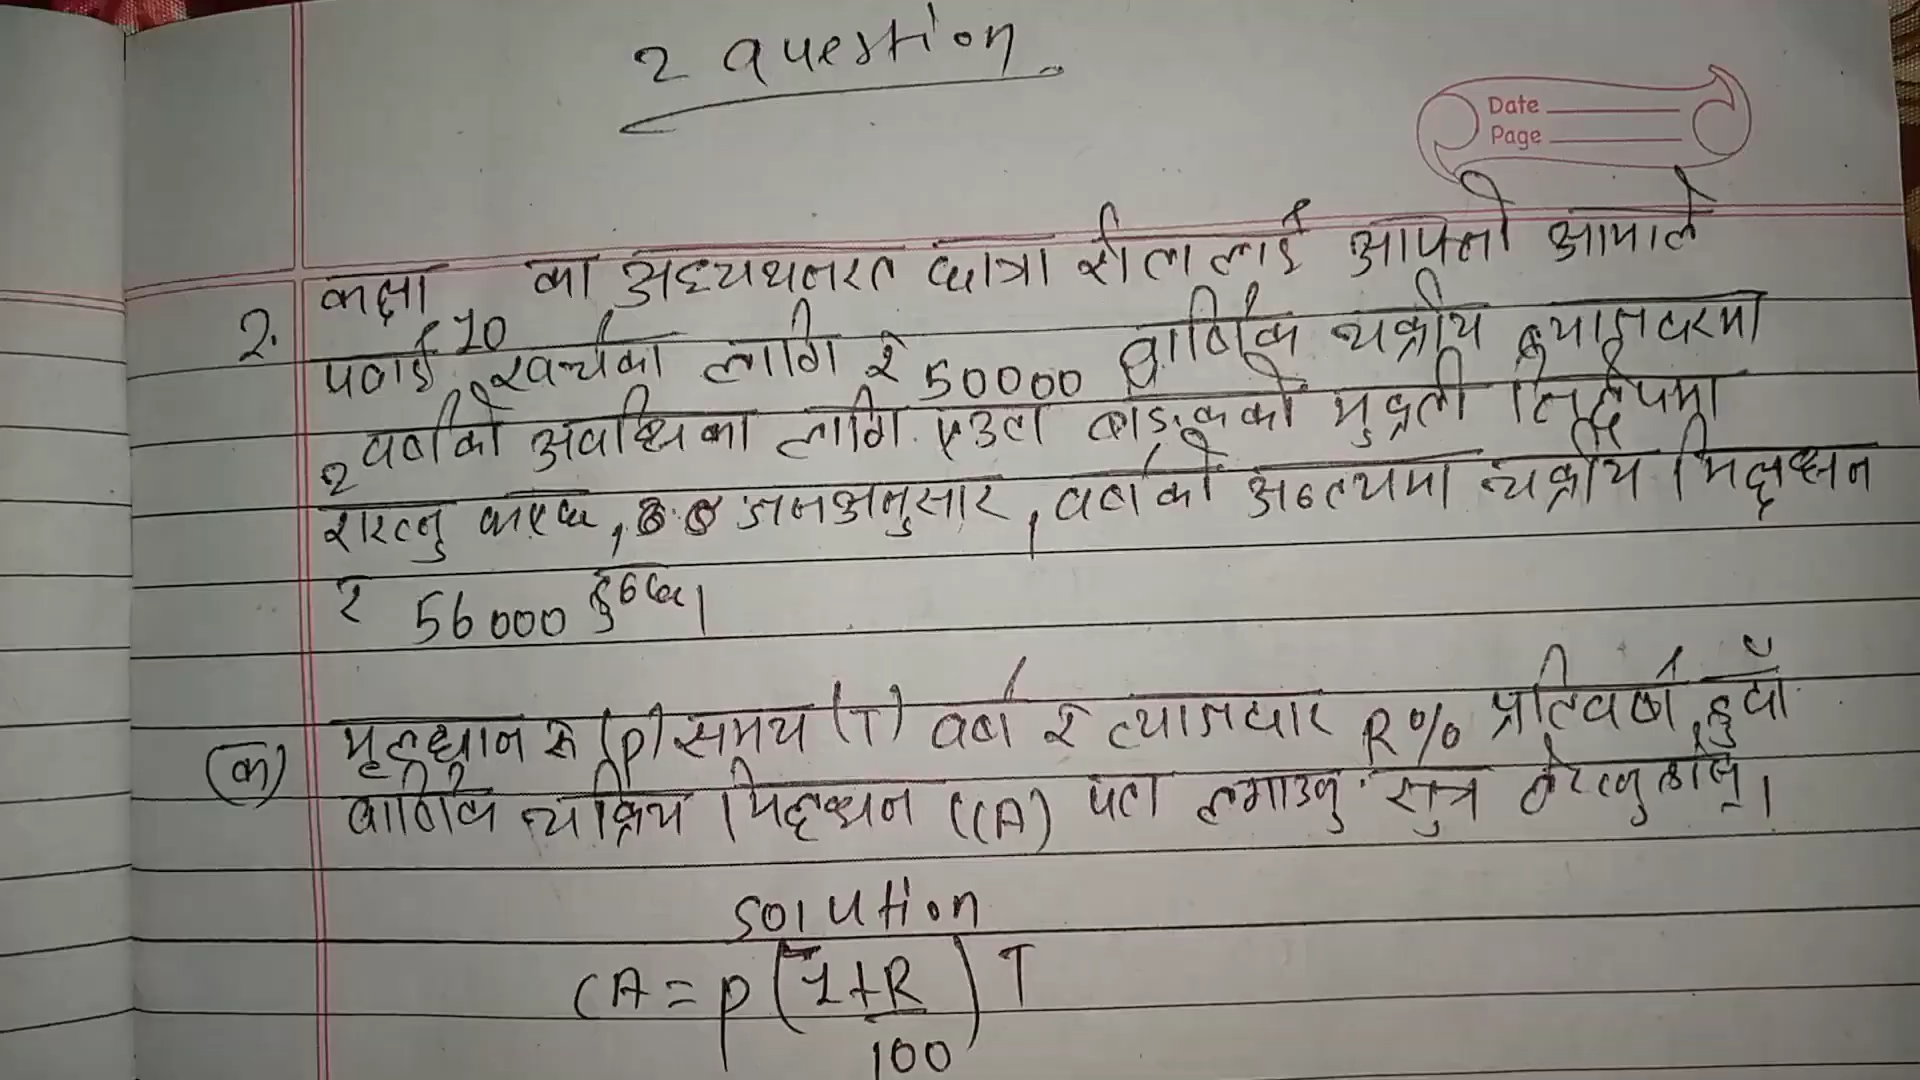 2 question
Date
Page
2. कक्षा 10 का अध्ययनरत छात्रा शीला लाई आफ्नो आमाले
पढाई खर्चका लागि रु 50000 वार्षिक चक्रीय ब्याजदरमा
2 वर्षको अवधिका लागि एउटा बाङ्कको मुद्दती निक्षेपमा
राख्नु भएछ, जसअनुसार, वर्षको अन्त्यमा चक्रीय मिश्रधन
रु 56000 हुन्छ।
(क) मूलधन रु (P) समय (T) वर्ष र ब्याजदर R% प्रतिवर्ष हुदाँ
वार्षिक चक्रिय मिश्रधन (CA) पत्ता लगाउनु सुत्र लेख्नुहोस्।
solution
CA = P (1+R/100) T